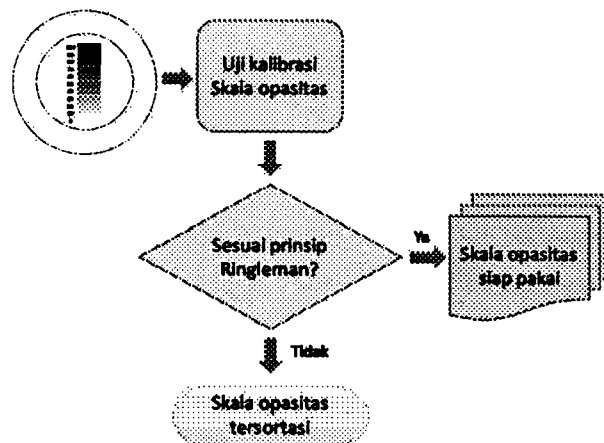 Uji kalibrasi
Skala opasitas
Sesuai prinsip
Ringleman?
Ya
Skala opasitas
siap pakai
Tidak
Skala opasitas
tersortasi